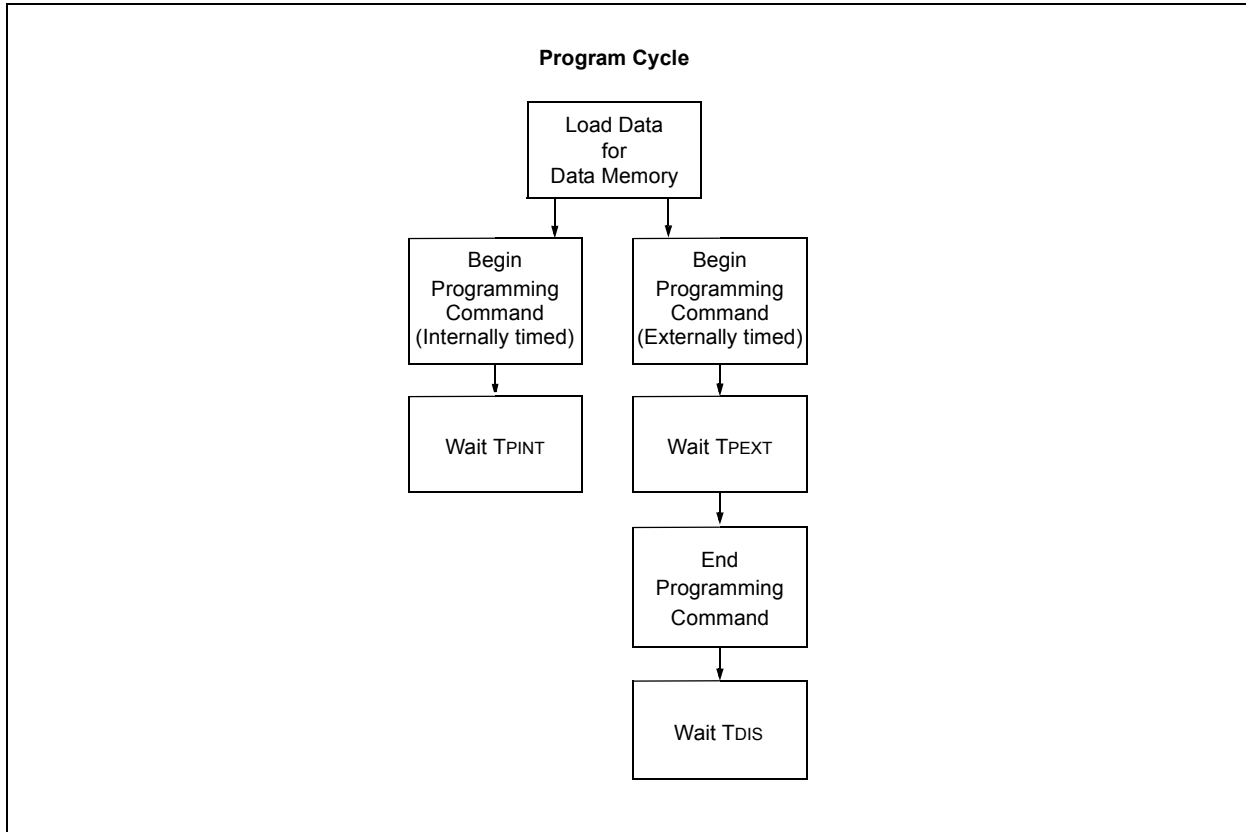 Program Cycle
Load Data
for
Data Memory
Begin
Programming
Command
(Internally timed)
Begin
Programming
Command
(Externally timed)
Wait TPINT
Wait TPEXT
End
Programming
Command
Wait TDIS